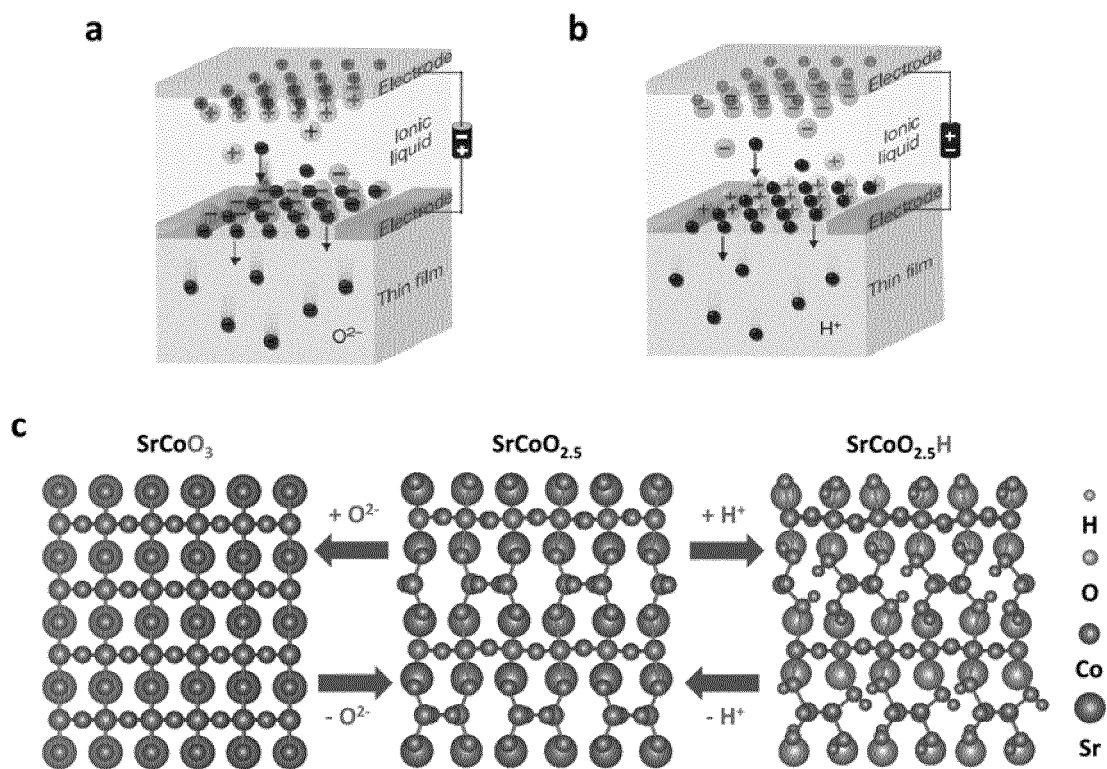 a
Electrode
Ionic
liquid
Electrode
Thin film
O²⁻
b
Electrode
Ionic
liquid
Electrode
Thin film
H⁺
c
SrCoO₃
SrCoO₂.₅
SrCoO₂.₅H
+ O²⁻
+ H⁺
- O²⁻
- H⁺
H
O
Co
Sr